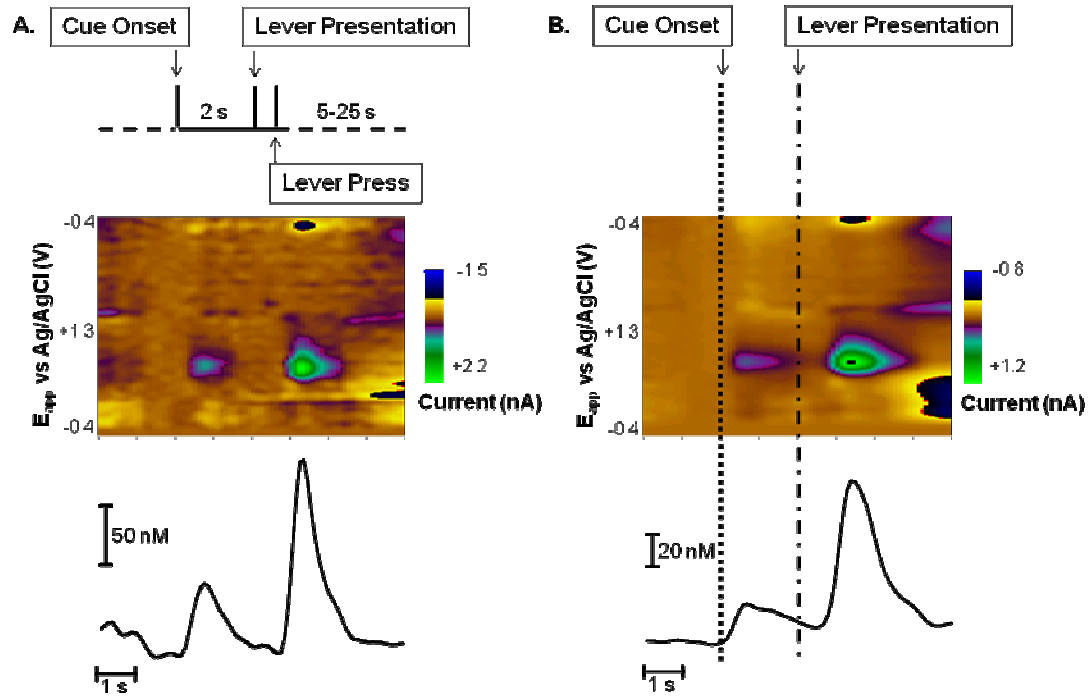 A.
Cue Onset
Lever Presentation
2 s
5-25 s
Lever Press
-0.4
+1.3
-0.4
E_app vs Ag/AgCl (V)
-1.5
+2.2
Current (nA)
50 nM
1 s
B.
Cue Onset
Lever Presentation
-0.4
+1.3
-0.4
E_app vs Ag/AgCl (V)
-0.8
+1.2
Current (nA)
20 nM
1 s